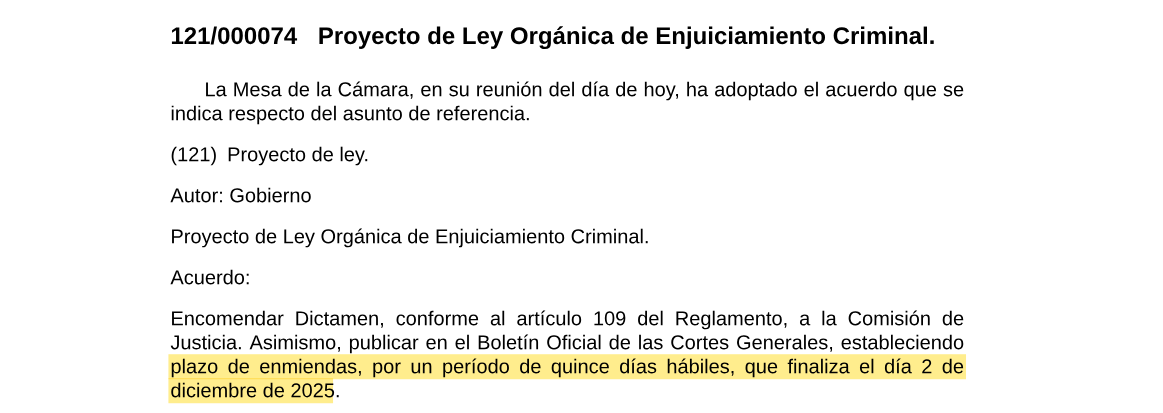 121/000074 Proyecto de Ley Orgánica de Enjuiciamiento Criminal.
La Mesa de la Cámara, en su reunión del día de hoy, ha adoptado el acuerdo que se
indica respecto del asunto de referencia.
(121) Proyecto de ley.
Autor: Gobierno
Proyecto de Ley Orgánica de Enjuiciamiento Criminal.
Acuerdo:
Encomendar Dictamen, conforme al artículo 109 del Reglamento, a la Comisión de
Justicia. Asimismo, publicar en el Boletín Oficial de las Cortes Generales, estableciendo
plazo de enmiendas, por un período de quince días hábiles, que finaliza el día 2 de
diciembre de 2025.